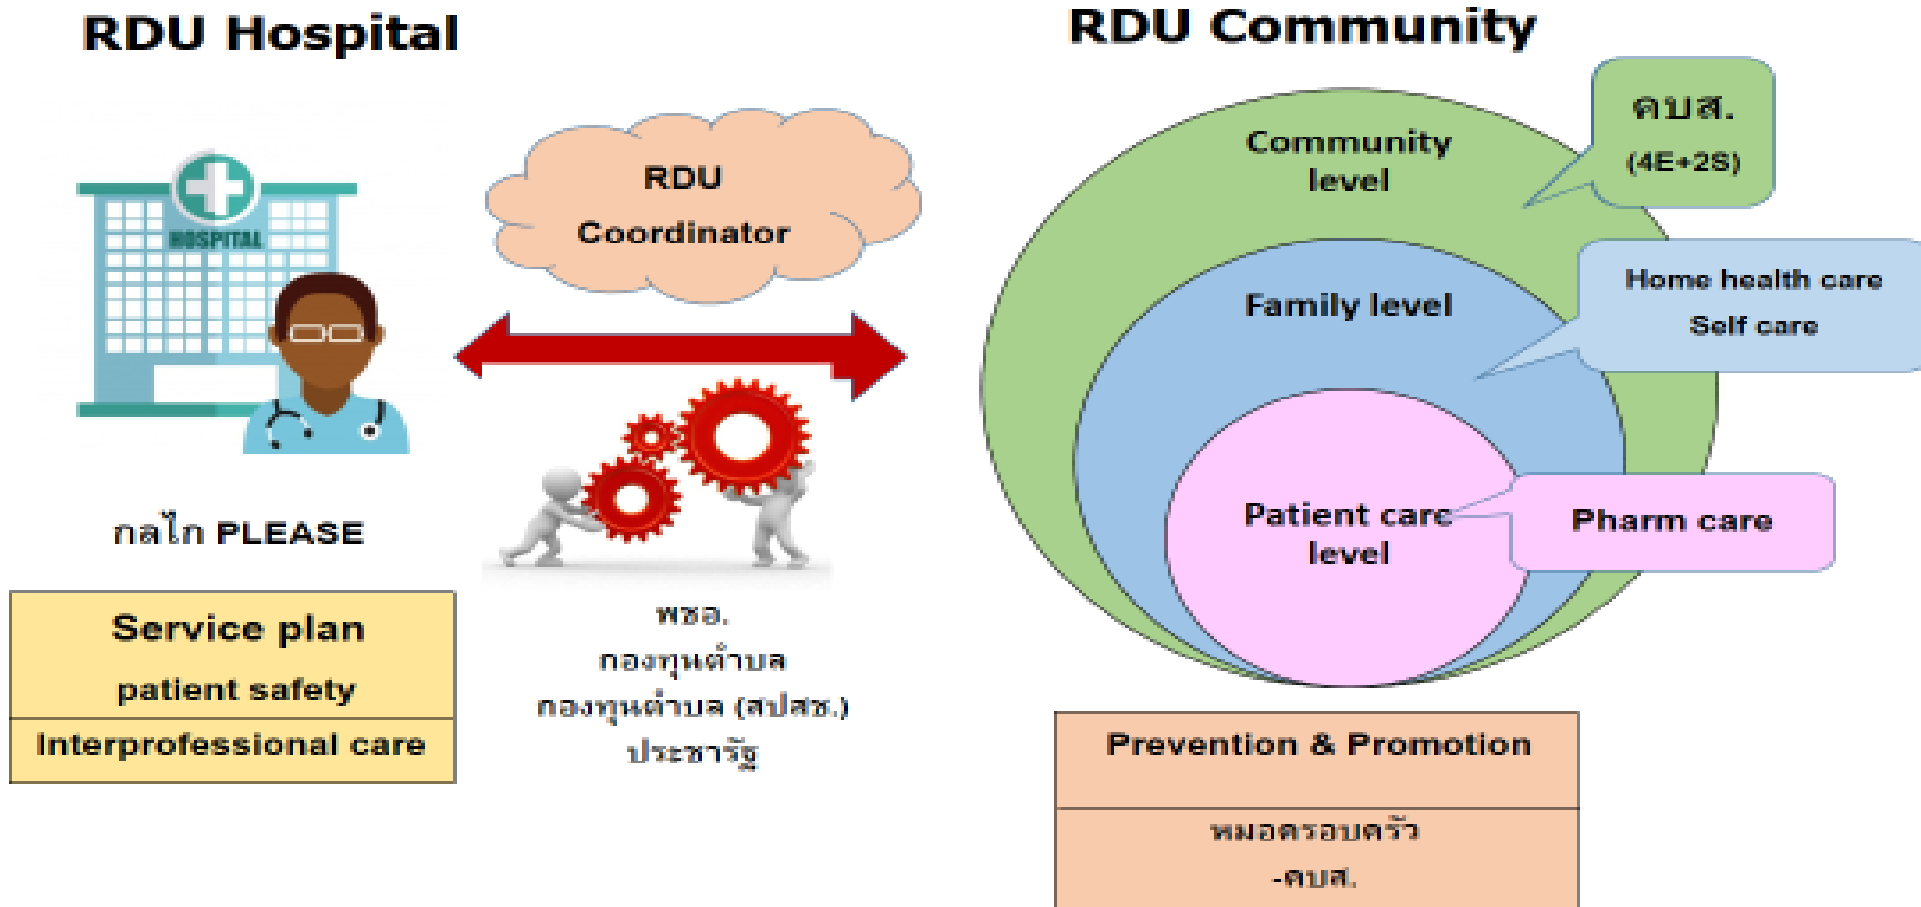 RDU Hospital
RDU Community
HOSPITAL
RDU
Coordinator
กลไก PLEASE
Service plan
patient safety
Interprofessional care
พชอ.
กองทุนตำบล
กองทุนตำบล (สปสช.)
ประชารัฐ
Community
level
คบส.
(4E+2S)
Family level
Home health care
Self care
Patient care
level
Pharm care
Prevention & Promotion
หมอครอบครัว
-คบส.